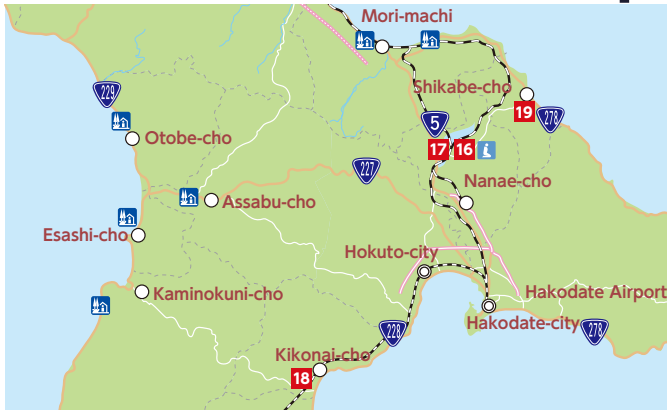 Mori-machi
229
Shikabe-cho
5
19
278
Otobe-cho
17
16
227
Nanae-cho
Assabu-cho
Esashi-cho
Hokuto-city
Kaminokuni-cho
Hakodate Airport
Hakodate-city
228
278
Kikonai-cho
18